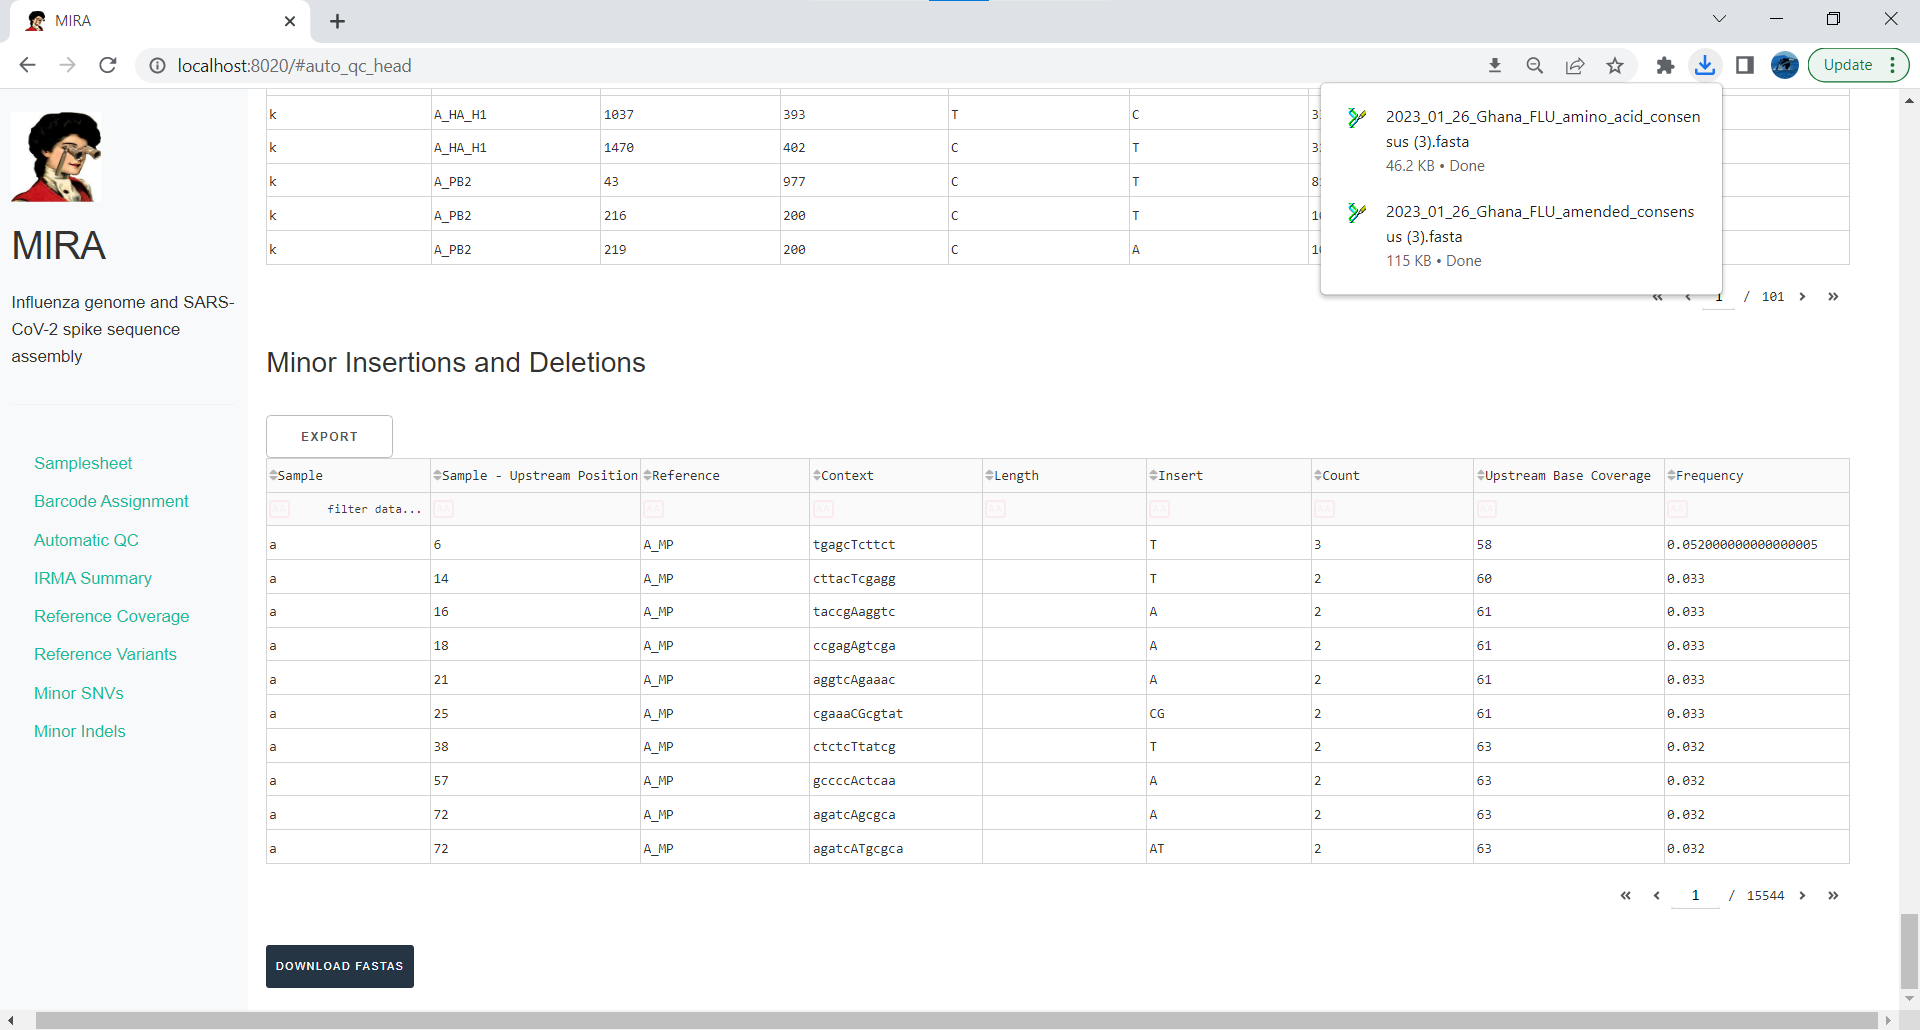 MIRA
localhost:8020/#auto_qc_head
Update
2023_01_26_Ghana_FLU_amino_acid_consen
sus (3).fasta
46.2 KB • Done
2023_01_26_Ghana_FLU_amended_consens
us (3).fasta
115 KB • Done
MIRA
Influenza genome and SARS-
CoV-2 spike sequence
assembly
Samplesheet
Barcode Assignment
Automatic QC
IRMA Summary
Reference Coverage
Reference Variants
Minor SNVs
Minor Indels
k A_HA_H1 1037 393 T C
k A_HA_H1 1470 402 C T
k A_PB2 43 977 C T
k A_PB2 216 200 C T
k A_PB2 219 200 C A
« ‹ 1 / 101 › »
Minor Insertions and Deletions
EXPORT
Sample Sample - Upstream Position Reference Context Length Insert Count Upstream Base Coverage Frequency
filter data...
a 6 A_MP tgagcTcttct T 3 58 0.052000000000000005
a 14 A_MP cttacTcgagg T 2 60 0.033
a 16 A_MP taccgAaggtc A 2 61 0.033
a 18 A_MP ccgagAgtcga A 2 61 0.033
a 21 A_MP aggtcAgaaac A 2 61 0.033
a 25 A_MP cgaaaCGcgtat CG 2 61 0.033
a 38 A_MP ctctcTtatcg T 2 63 0.032
a 57 A_MP gccccActcaa A 2 63 0.032
a 72 A_MP agatcAgcgca A 2 63 0.032
a 72 A_MP agatcATgcgca AT 2 63 0.032
« ‹ 1 / 15544 › »
DOWNLOAD FASTAS